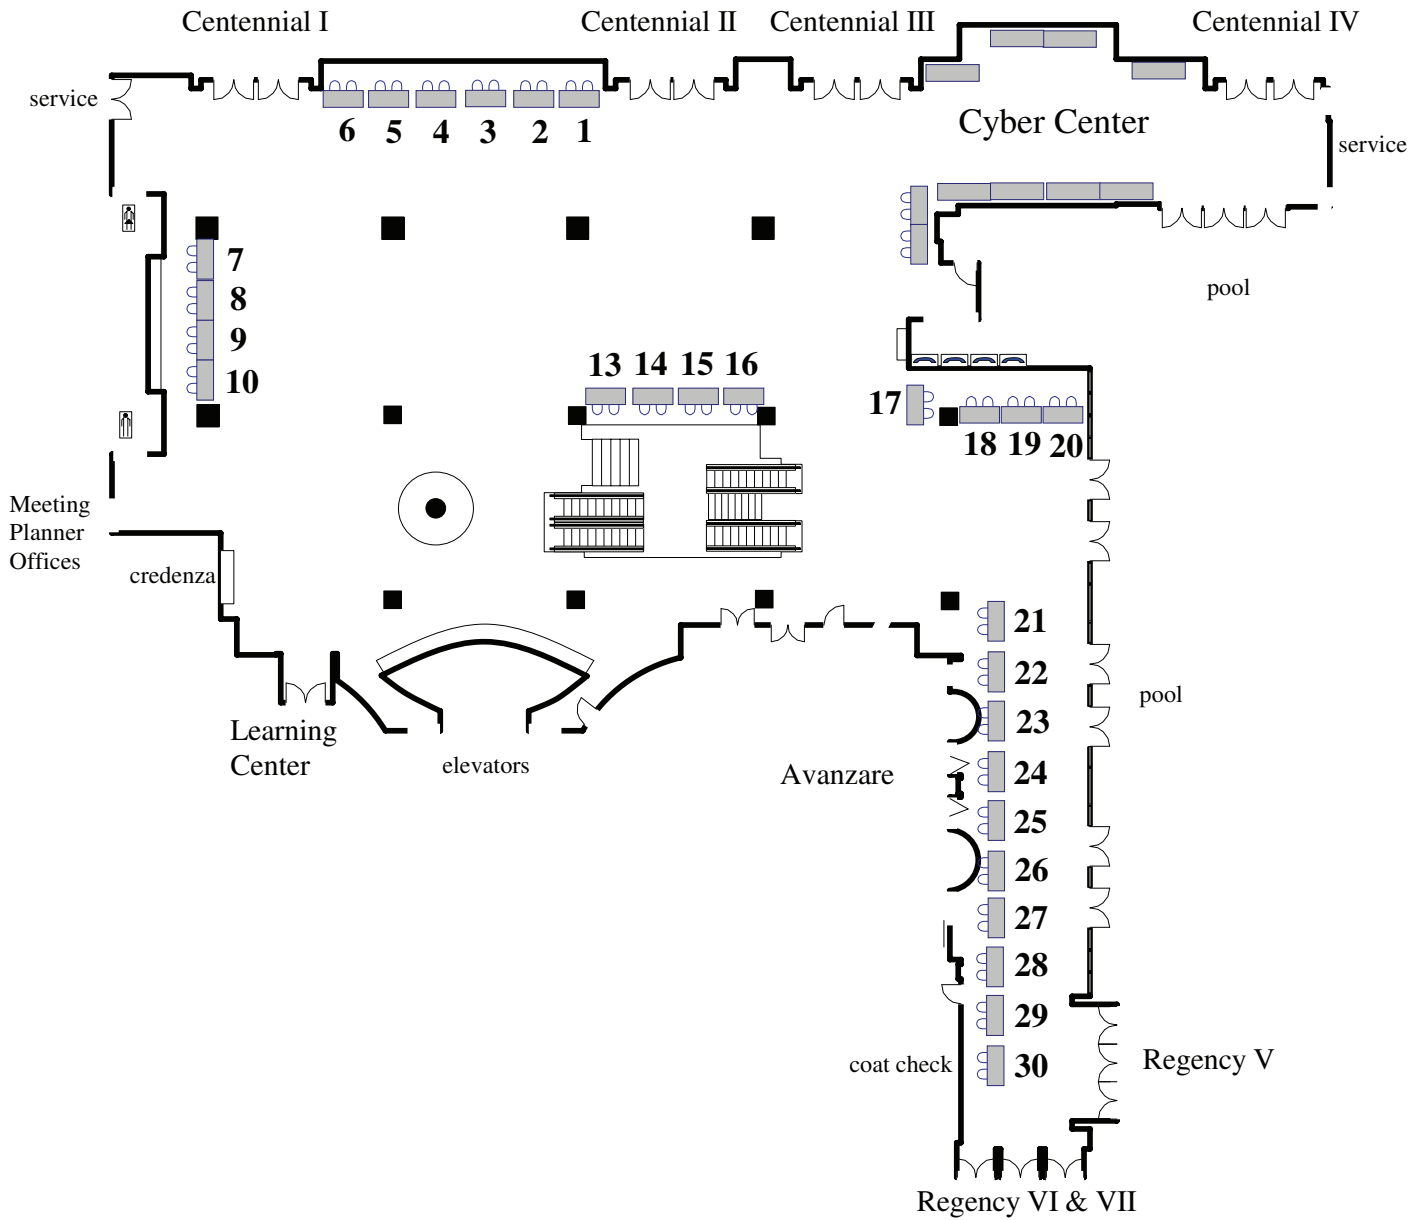 Centennial I
Centennial II
Centennial III
Centennial IV
service
6
5
4
3
2
1
Cyber Center
service
7
8
9
10
pool
13
14
15
16
17
18
19
20
Meeting
Planner
Offices
credenza
21
22
23
24
25
26
27
28
29
30
pool
Learning
Center
elevators
Avanzare
coat check
Regency V
Regency VI & VII